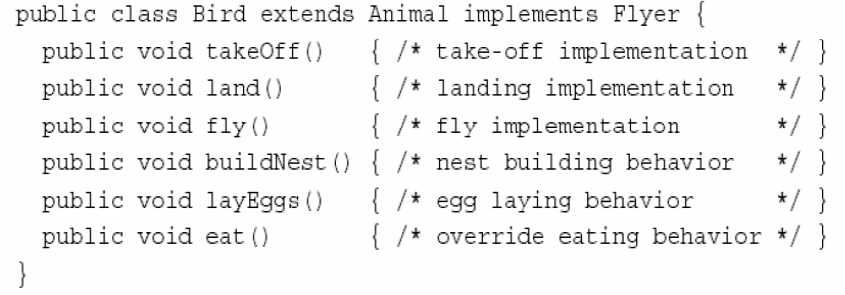 public class Bird extends Animal implements Flyer {
  public void takeOff()   { /* take-off implementation  */ }
  public void land()      { /* landing implementation   */ }
  public void fly()       { /* fly implementation       */ }
  public void buildNest() { /* nest building behavior   */ }
  public void layEggs()   { /* egg laying behavior      */ }
  public void eat()       { /* override eating behavior */ }
}